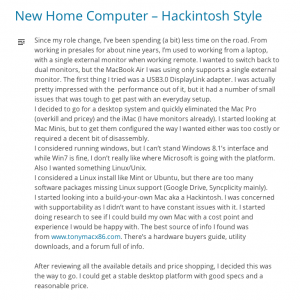 New Home Computer – Hackintosh Style
Since my role change, I've been spending (a bit) less time on the road. From
working in presales for about nine years, I'm used to working from a laptop,
with a single external monitor when working remote. I wanted to switch back to
dual monitors, but the MacBook Air I was using only supports a single external
monitor. The first thing I tried was a USB3.0 DisplayLink adapter. I was actually
pretty impressed with the performance out of it, but it had a number of small
issues that was tough to get past with an everyday setup.
I decided to go for a desktop system and quickly eliminated the Mac Pro
(overkill and pricey) and the iMac (I have monitors already). I started looking at
Mac Minis, but to get them configured the way I wanted either was too costly or
required a decent bit of disassembly.
I considered running windows, but I can't stand Windows 8.1's interface and
while Win7 is fine, I don't really like where Microsoft is going with the platform.
Also I wanted something Linux/Unix.
I considered a Linux install like Mint or Ubuntu, but there are too many
software packages missing Linux support (Google Drive, Syncplicity mainly).
I started looking into a build-your-own Mac aka a Hackintosh. I was concerned
with supportability as I didn't want to have constant issues with it. I started
doing research to see if I could build my own Mac with a cost point and
experience I would be happy with. The best source of info I found was
from www.tonymacx86.com. There's a hardware buyers guide, utility
downloads, and a forum full of info.
After reviewing all the available details and price shopping, I decided this was
the way to go. I could get a stable desktop platform with good specs and a
reasonable price.